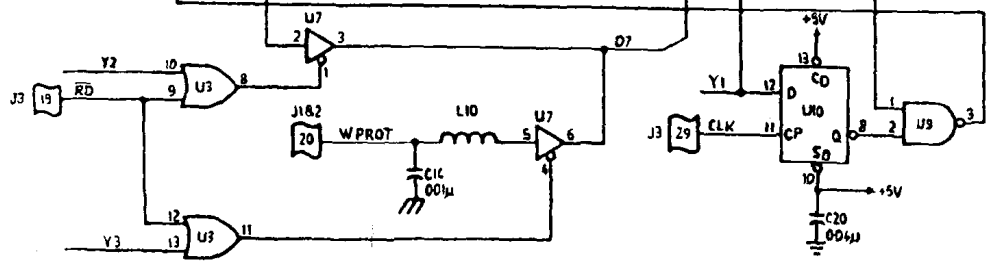 U7
2 3
1
D7
+5V
13
CD
Y2 10
U3 8
J3 19 RD 9
Y1 12 D
U10
J3 29 CLK 11 CP
Q 8
SD
10
+5V
1
2
U9
3
J1&2
20 WPROT
L10
U7
5 6
4
C16
001µ
C20
004µ
12
13
U3
11
Y3